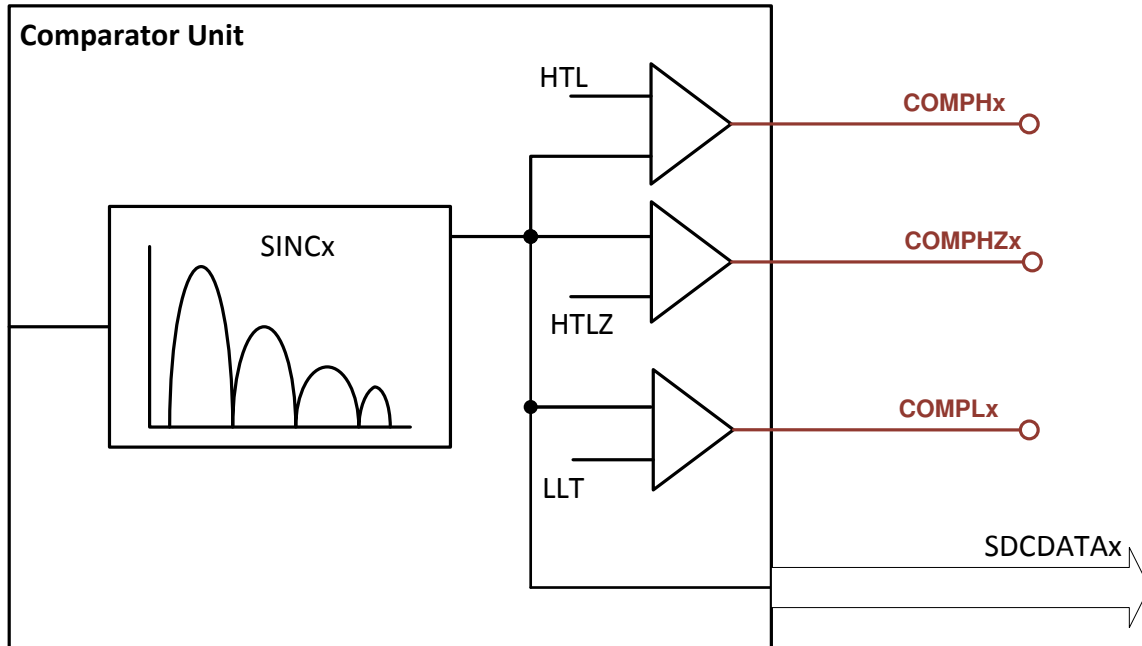 Comparator Unit
HTL
COMPHx
SINCx
COMPHZx
HTLZ
COMPLx
LLT
SDCDATAx